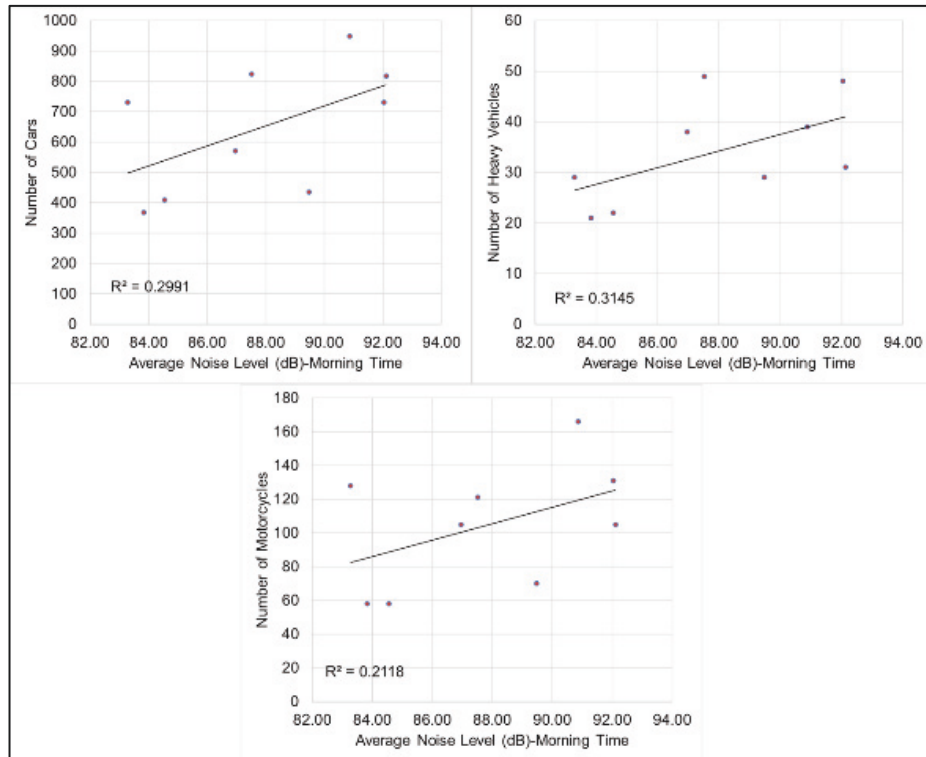 Number of Cars
1000
900
800
700
600
500
400
300
200
100
0
R² = 0.2991
82.00 84.00 86.00 88.00 90.00 92.00 94.00
Average Noise Level (dB)-Morning Time
Number of Heavy Vehicles
60
50
40
30
20
10
0
R² = 0.3145
82.00 84.00 86.00 88.00 90.00 92.00 94.00
Average Noise Level (dB)-Morning Time
Number of Motorcycles
180
160
140
120
100
80
60
40
20
0
R² = 0.2118
82.00 84.00 86.00 88.00 90.00 92.00 94.00
Average Noise Level (dB)-Morning Time